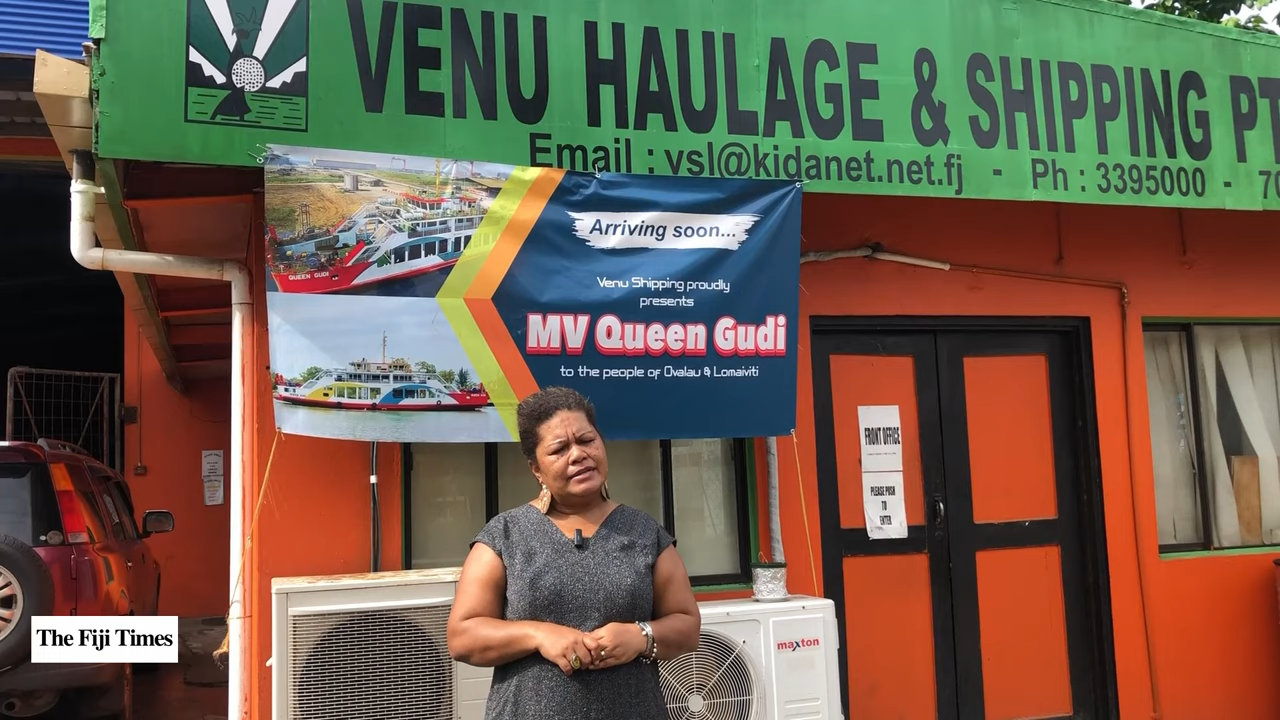 VENU HAULAGE & SHIPPING PT
Email : vsl@kidanet.net.fj - Ph : 3395000 - 70
Arriving soon...
Venu Shipping proudly
presents
MV Queen Gudi
to the people of Ovalau & Lomaiviti
QUEEN GUDI
FRONT OFFICE
PLEASE PUSH
TO
ENTER
maxton
The Fiji Times